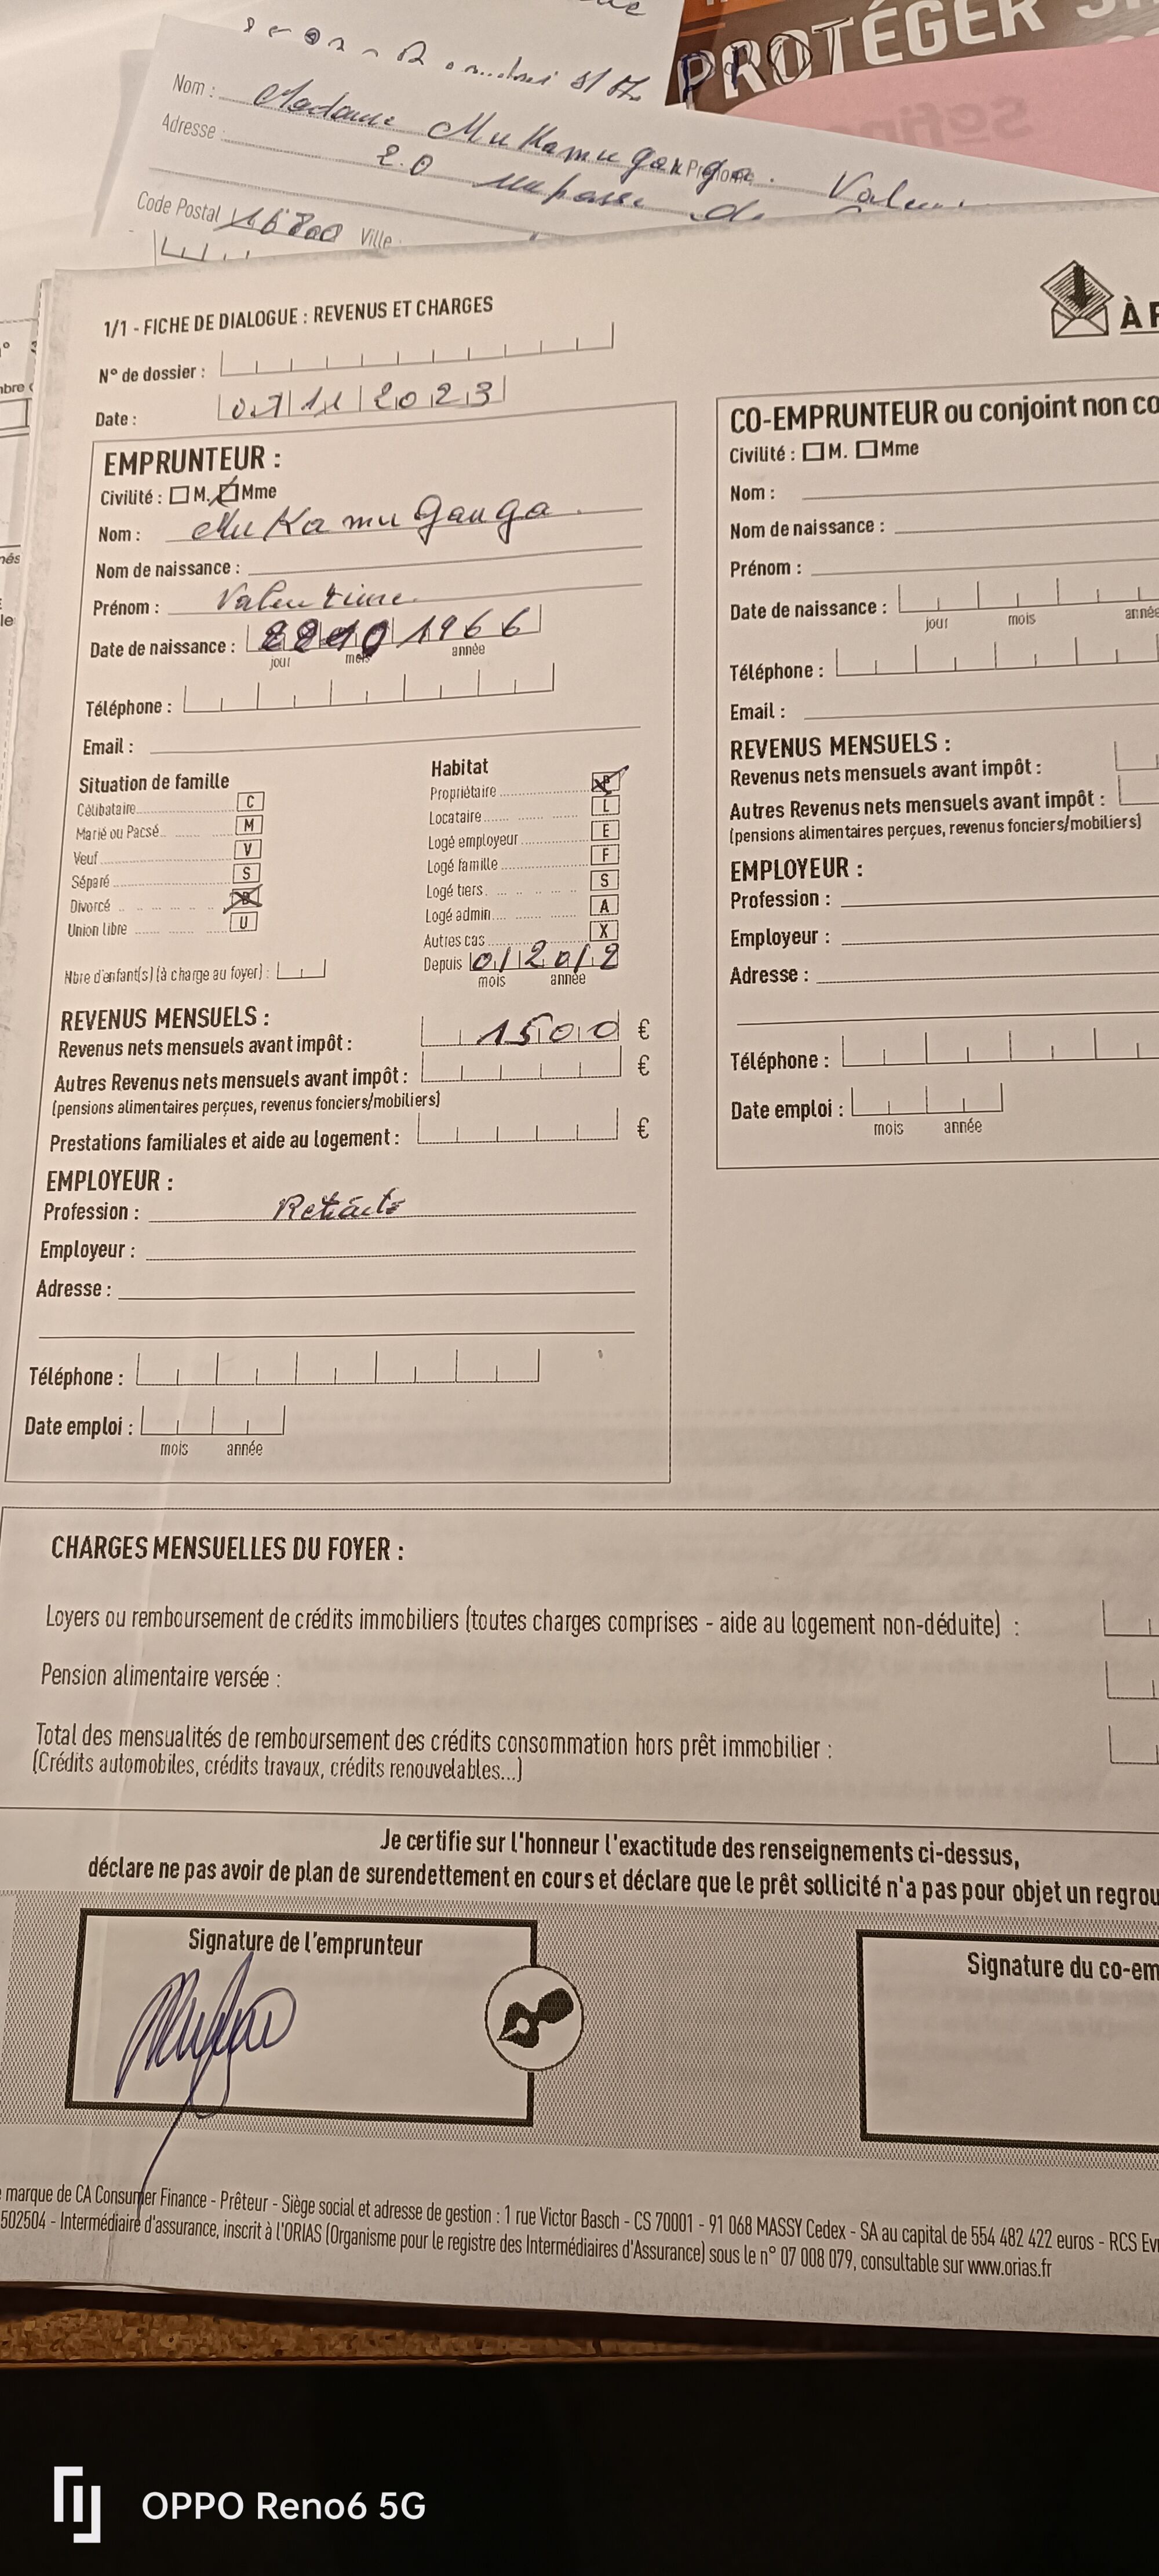 PROTÉGER
Nom : Madame Mukamuganga.
Adresse : 20 impasse
Code Postal 16800 Ville :
1/1 - FICHE DE DIALOGUE : REVENUS ET CHARGES
N° de dossier :
Date : 07 11 2023
EMPRUNTEUR :
Civilité : M. Mme
Nom : Mukamuganga
Nom de naissance :
Prénom : Valentine
Date de naissance : 1966
jour mois année
Téléphone :
Email :
Situation de famille
Célibataire C
Marié ou Pacsé M
Veuf V
Séparé S
Divorcé D
Union libre U
Nbre d'enfant(s) (à charge au foyer) :
Habitat
Propriétaire P
Locataire L
Logé employeur E
Logé famille F
Logé tiers S
Logé admin A
Autres cas X
Depuis 01 2012
mois année
REVENUS MENSUELS :
Revenus nets mensuels avant impôt : 1500 €
Autres Revenus nets mensuels avant impôt : €
(pensions alimentaires perçues, revenus fonciers/mobiliers)
Prestations familiales et aide au logement : €
EMPLOYEUR :
Profession : Retraite
Employeur :
Adresse :
Téléphone :
Date emploi :
mois année
À
CO-EMPRUNTEUR ou conjoint non co
Civilité : M. Mme
Nom :
Nom de naissance :
Prénom :
Date de naissance :
jour mois année
Téléphone :
Email :
REVENUS MENSUELS :
Revenus nets mensuels avant impôt :
Autres Revenus nets mensuels avant impôt :
(pensions alimentaires perçues, revenus fonciers/mobiliers)
EMPLOYEUR :
Profession :
Employeur :
Adresse :
Téléphone :
Date emploi :
mois année
CHARGES MENSUELLES DU FOYER :
Loyers ou remboursement de crédits immobiliers (toutes charges comprises - aide au logement non-déduite) :
Pension alimentaire versée :
Total des mensualités de remboursement des crédits consommation hors prêt immobilier :
(Crédits automobiles, crédits travaux, crédits renouvelables...)
Je certifie sur l'honneur l'exactitude des renseignements ci-dessus,
déclare ne pas avoir de plan de surendettement en cours et déclare que le prêt sollicité n'a pas pour objet un regrou
Signature de l'emprunteur
Signature du co-em
marque de CA Consumer Finance - Prêteur - Siège social et adresse de gestion : 1 rue Victor Basch - CS 70001 - 91 068 MASSY Cedex - SA au capital de 554 482 422 euros - RCS Ev
502504 - Intermédiaire d'assurance, inscrit à l'ORIAS (Organisme pour le registre des Intermédiaires d'Assurance) sous le n° 07 008 079, consultable sur www.orias.fr
OPPO Reno6 5G